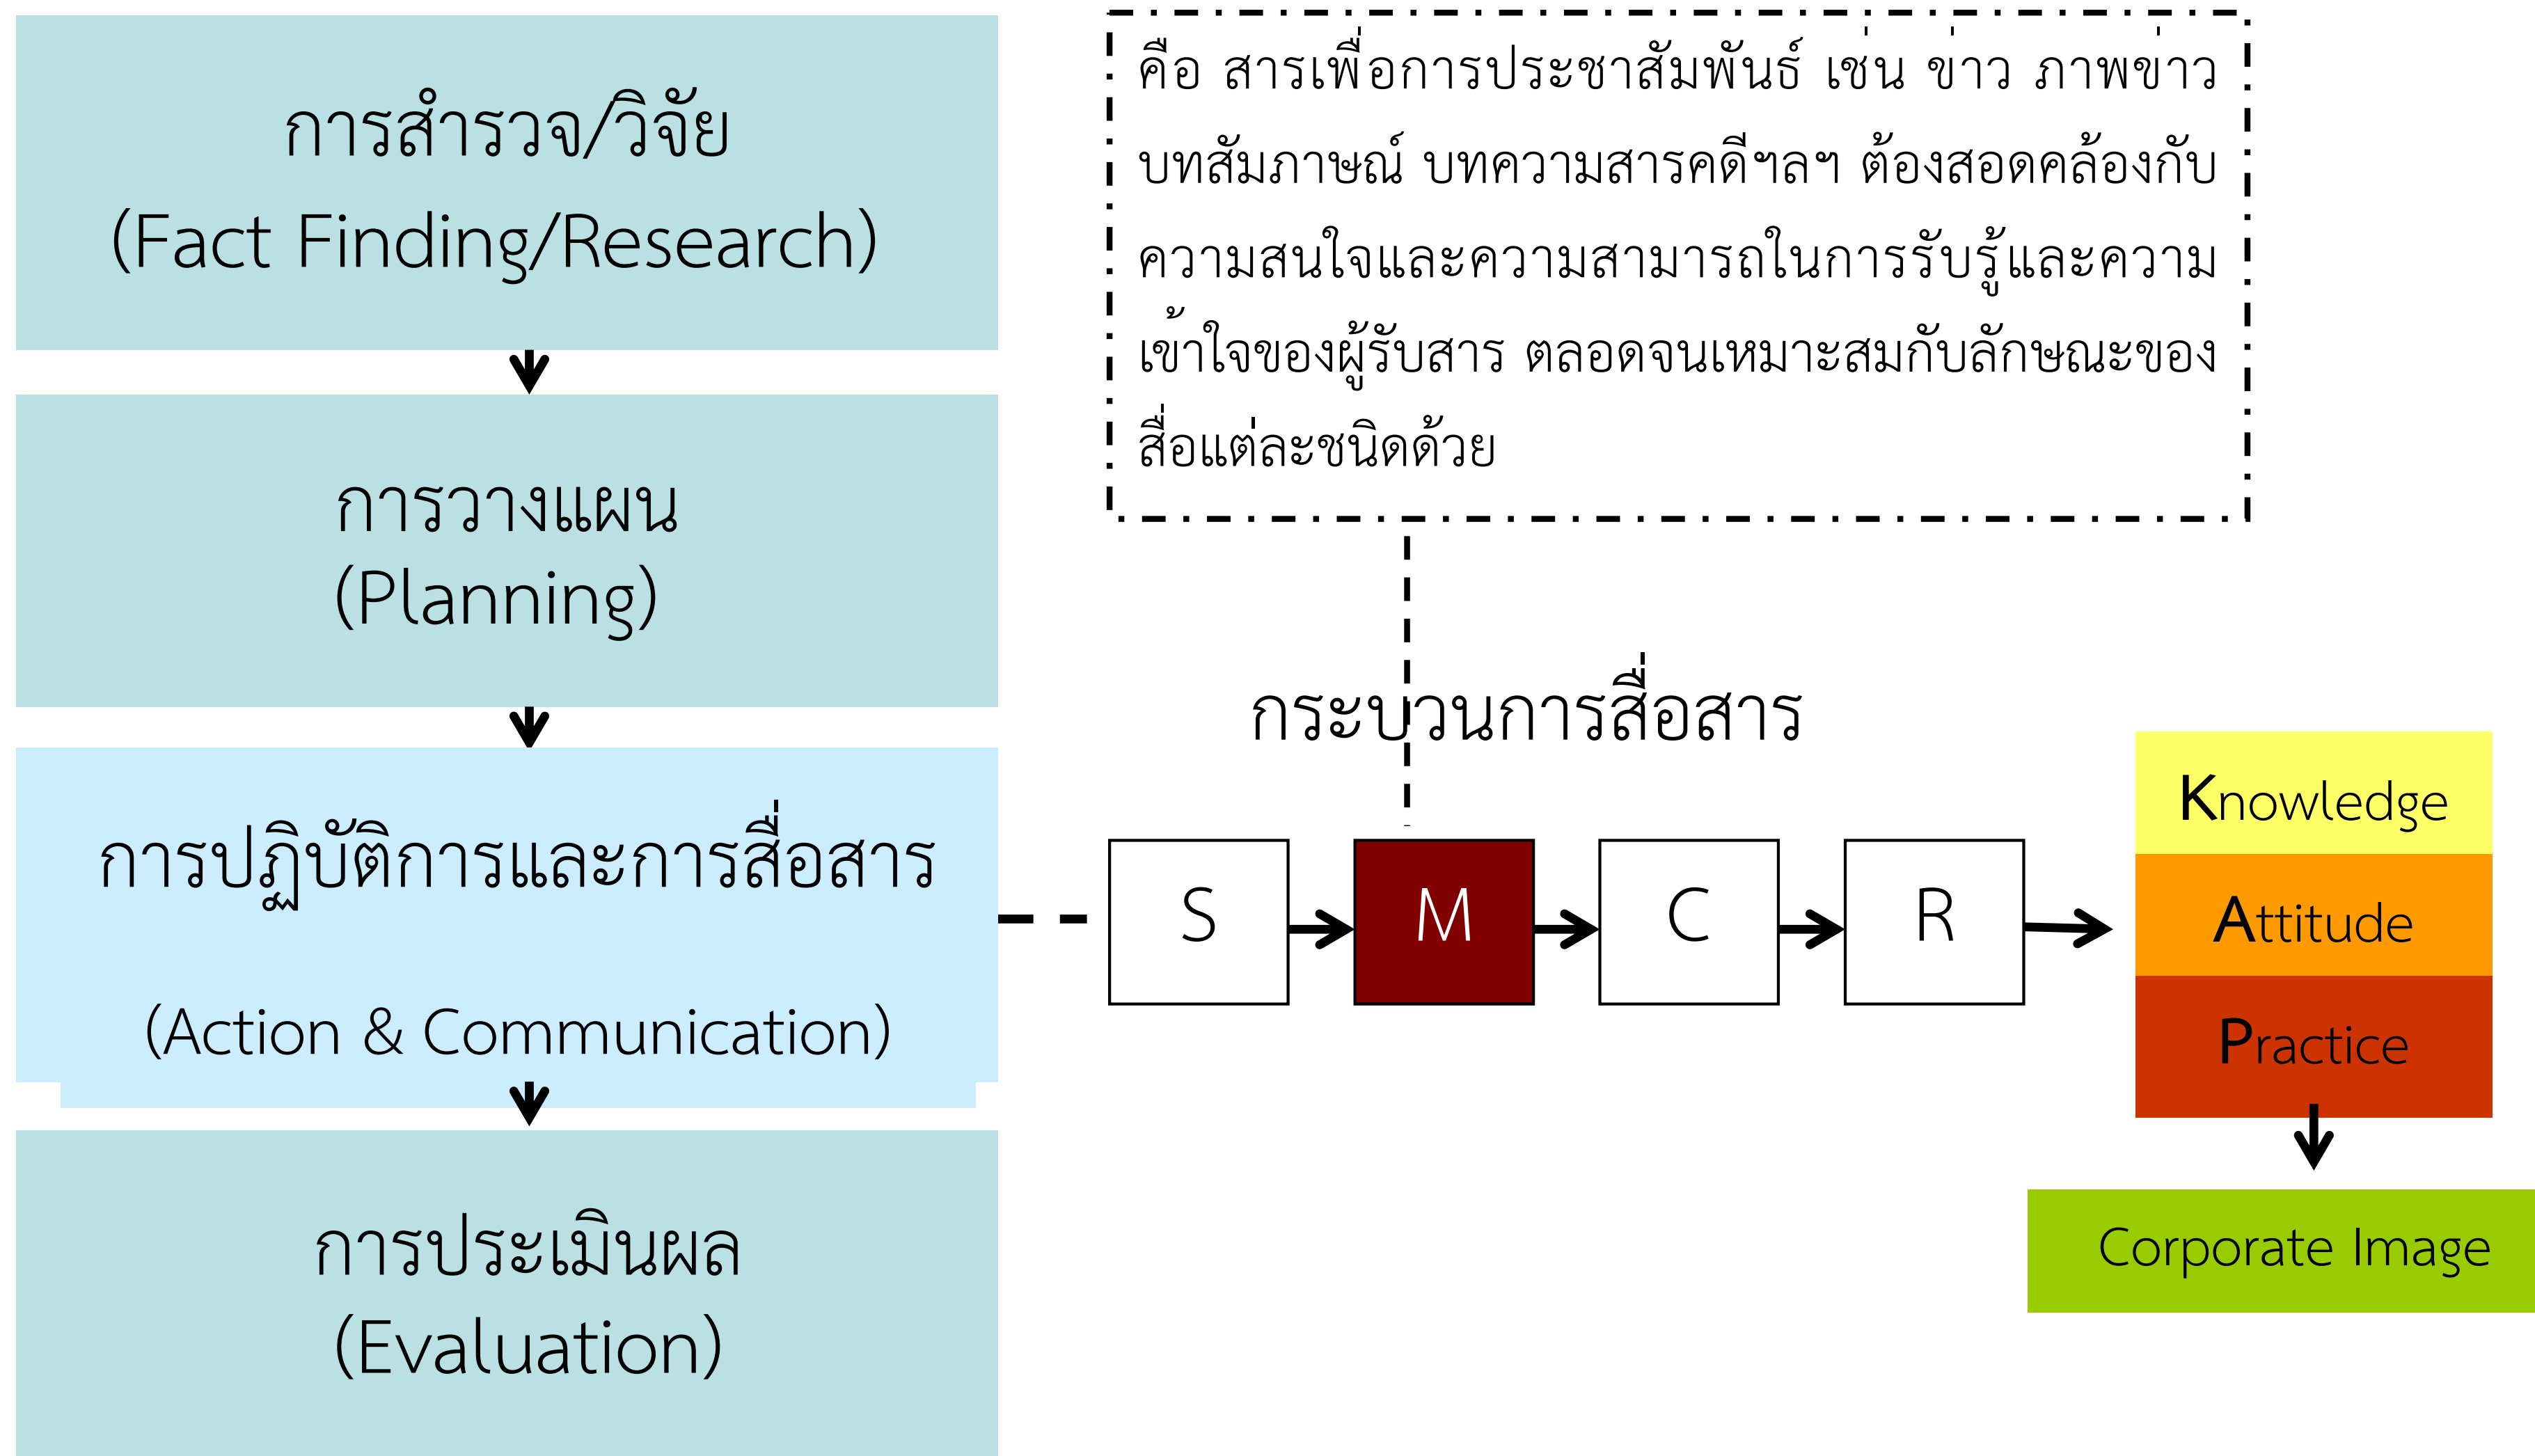 การสำรวจ/วิจัย
(Fact Finding/Research)
การวางแผน
(Planning)
การปฏิบัติการและการสื่อสาร
(Action & Communication)
การประเมินผล
(Evaluation)
คือ สารเพื่อการประชาสัมพันธ์ เช่น ข่าว ภาพข่าว
บทสัมภาษณ์ บทความสารคดีฯลฯ ต้องสอดคล้องกับ
ความสนใจและความสามารถในการรับรู้และความ
เข้าใจของผู้รับสาร ตลอดจนเหมาะสมกับลักษณะของ
สื่อแต่ละชนิดด้วย
กระบวนการสื่อสาร
S
M
C
R
Knowledge
Attitude
Practice
Corporate Image